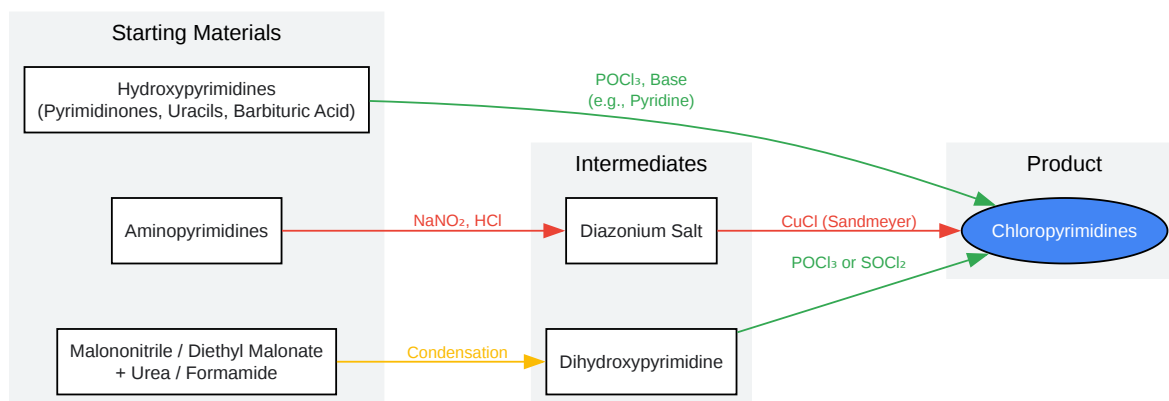 Starting Materials
Hydroxypyrimidines
(Pyrimidinones, Uracils, Barbituric Acid)
POCl₃, Base
(e.g., Pyridine)
Intermediates
Product
Aminopyrimidines
NaNO₂, HCl
Diazonium Salt
CuCl (Sandmeyer)
Chloropyrimidines
POCl₃ or SOCl₂
Malononitrile / Diethyl Malonate
+ Urea / Formamide
Condensation
Dihydroxypyrimidine